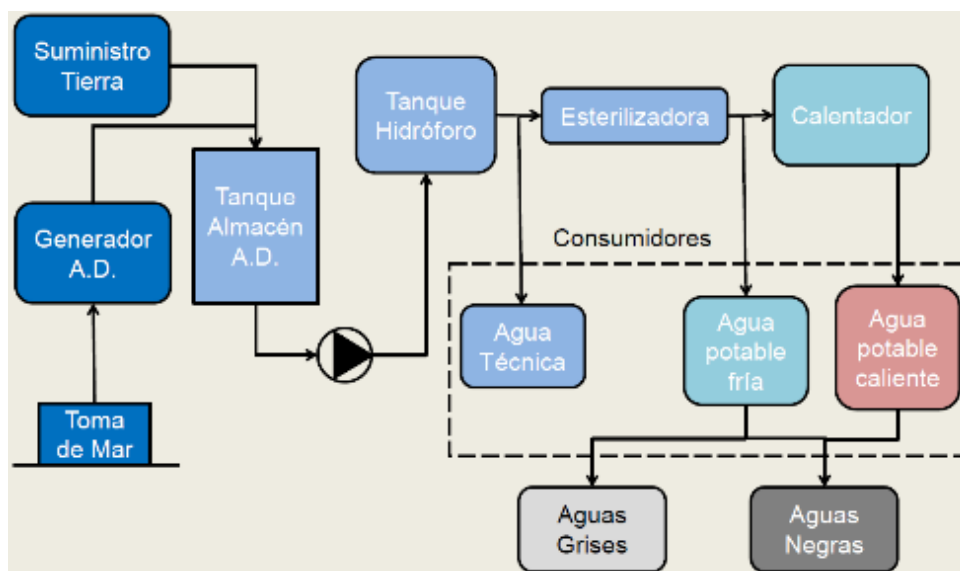 Suministro
Tierra
Generador
A.D.
Toma
de Mar
Tanque
Almacén
A.D.
Tanque
Hidróforo
Esterilizadora
Calentador
Consumidores
Agua
Técnica
Agua
potable
fría
Agua
potable
caliente
Aguas
Grises
Aguas
Negras